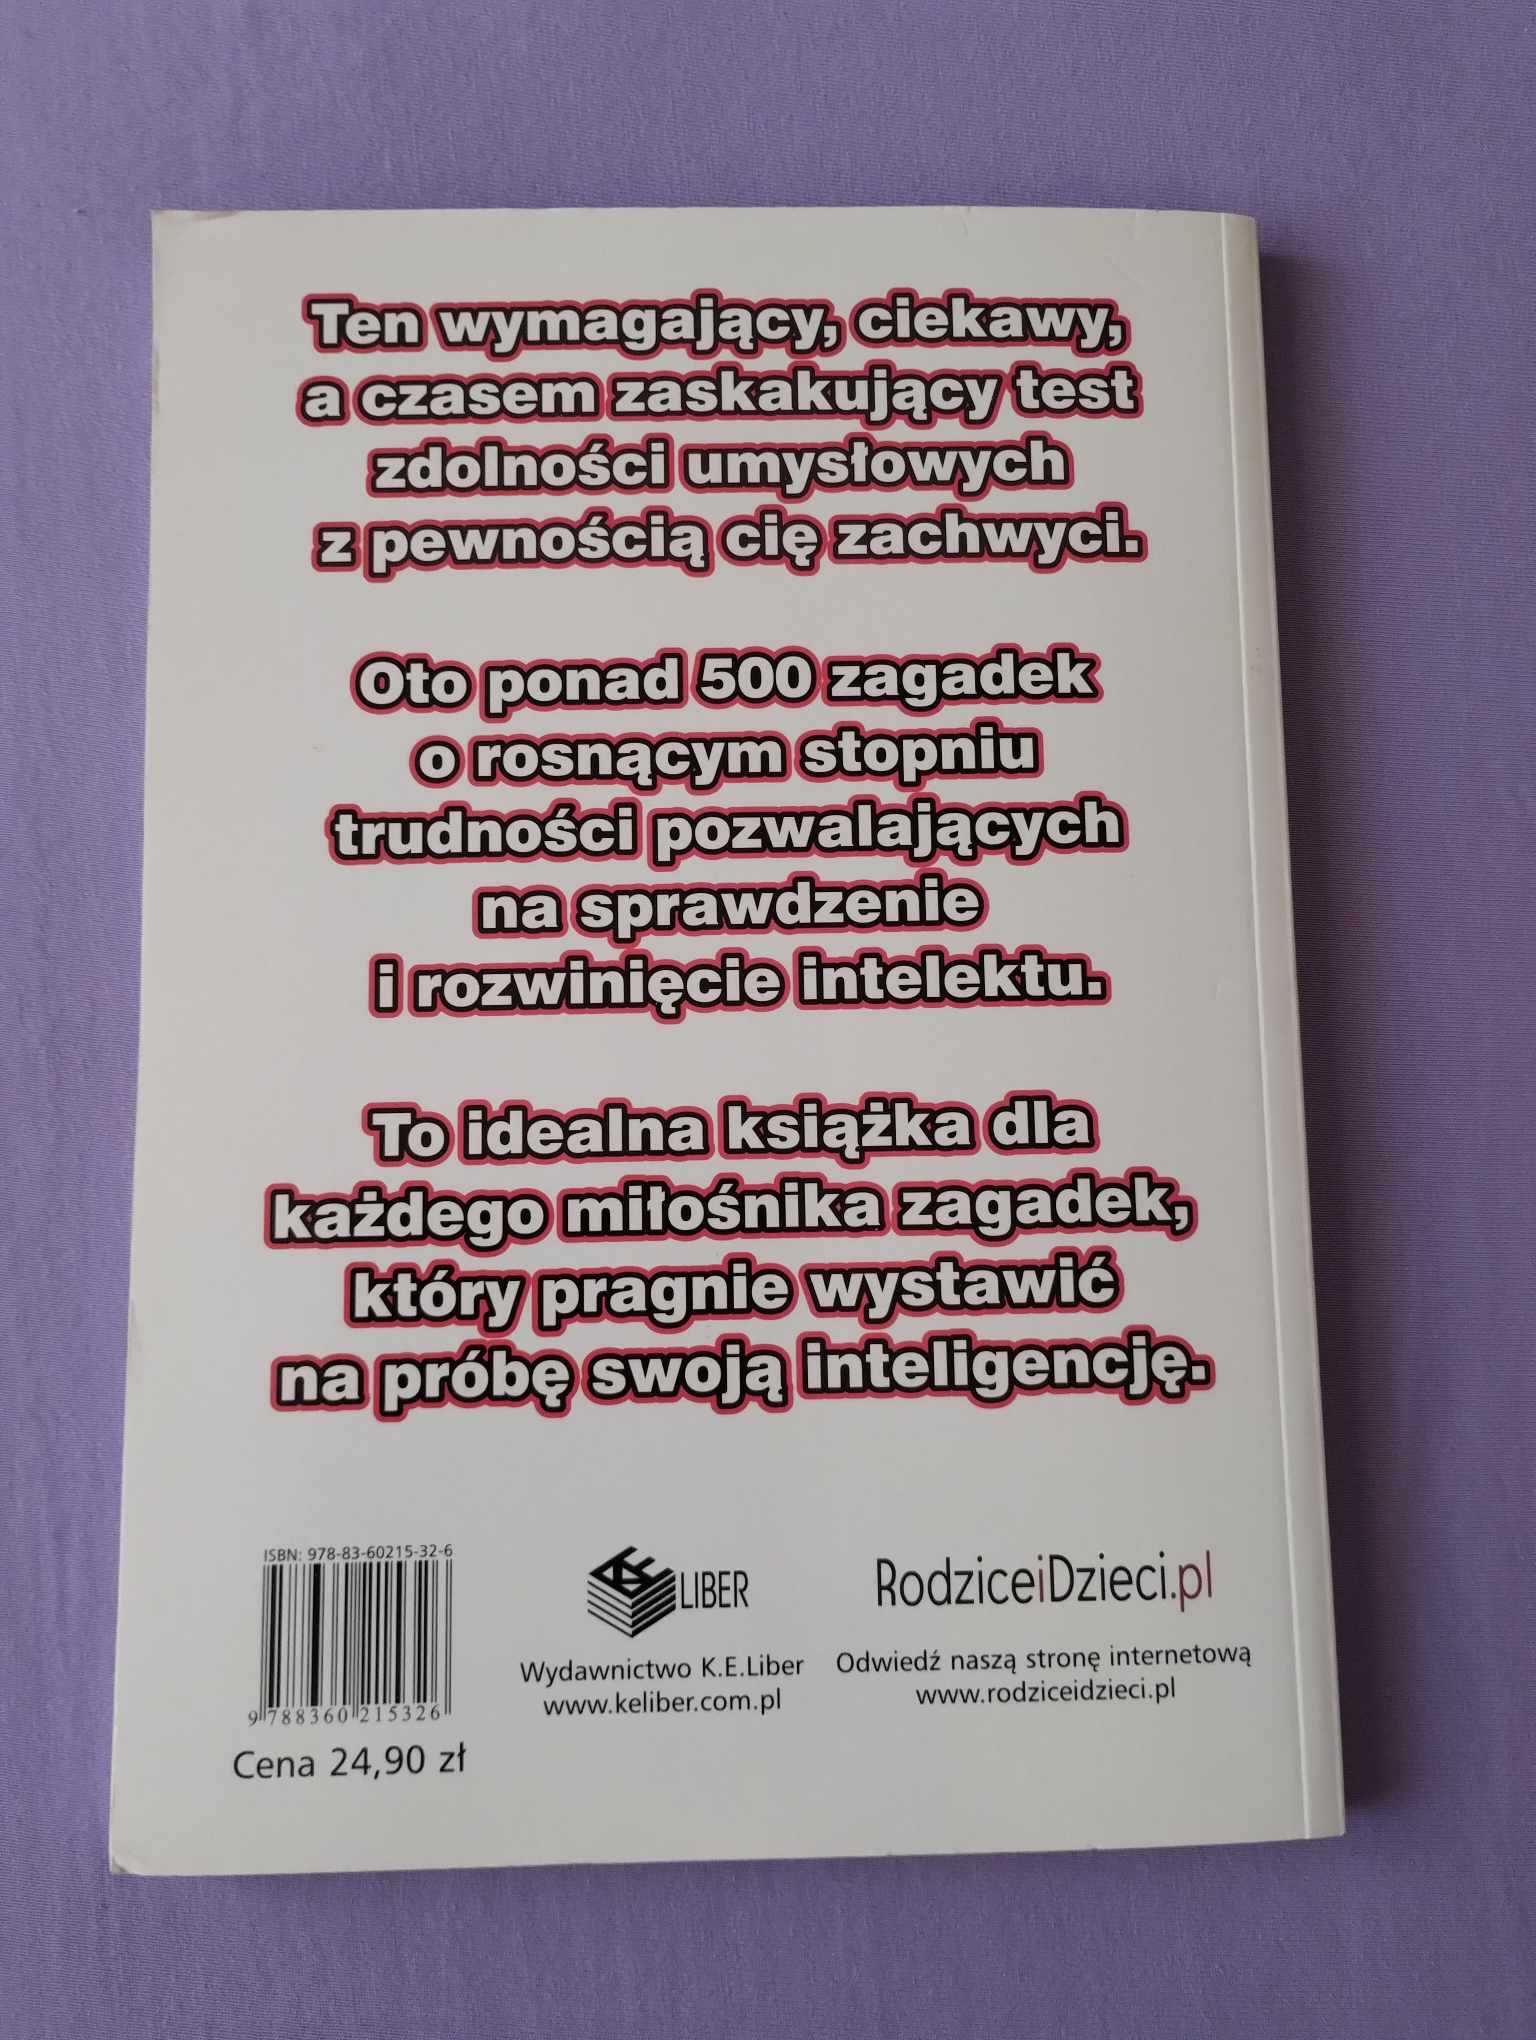 Ten wymagający, ciekawy,
a czasem zaskakujący test
zdolności umysłowych
z pewnością cię zachwyci.
Oto ponad 500 zagadek
o rosnącym stopniu
trudności pozwalających
na sprawdzenie
i rozwinięcie intelektu.
To idealna książka dla
każdego miłośnika zagadek,
który pragnie wystawić
na próbę swoją inteligencję.
ISBN: 978-83-60215-32-6
9 788360 215326
Cena 24,90 zł
KE LIBER
Wydawnictwo K.E.Liber
www.keliber.com.pl
RodziceiDzieci.pl
Odwiedź naszą stronę internetową
www.rodziceidzieci.pl